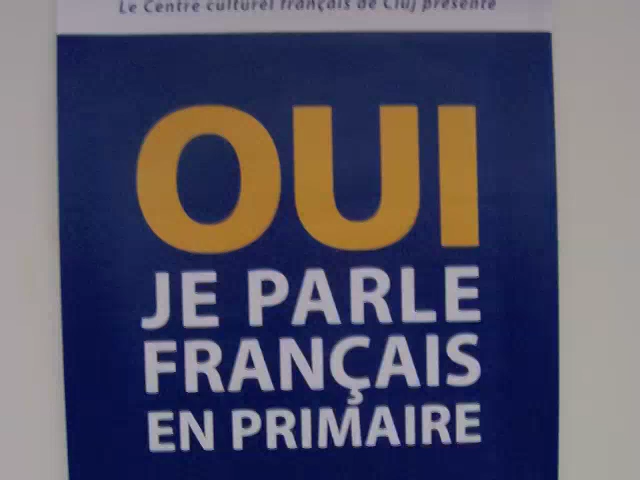 Le Centre culturel français de Cluj présente
OUI
JE PARLE
FRANÇAIS
EN PRIMAIRE